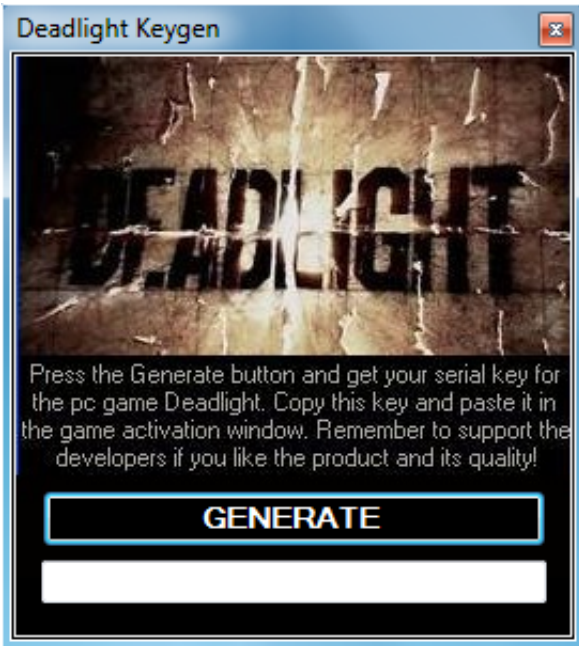 Deadlight Keygen
DEADLIGHT
Press the Generate button and get your serial key for
the pc game Deadlight. Copy this key and paste it in
the game activation window. Remember to support the
developers if you like the product and its quality!
GENERATE